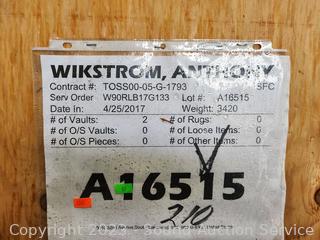 WIKSTROM, ANTHONY
Contract #: TOSS00-05-G-1793 SFC
Serv Order W90RLB17G133 Lot #: A16515
Date In: 4/25/2017 Weight: 3420
# of Vaults: 2 # of Rugs: 0
# of O/S Vaults: 0 # of Loose Items: 0
# of O/S Pieces: 0 # of Other Items: 0
A16515
210
Copyright 2023 Sound Auction Service